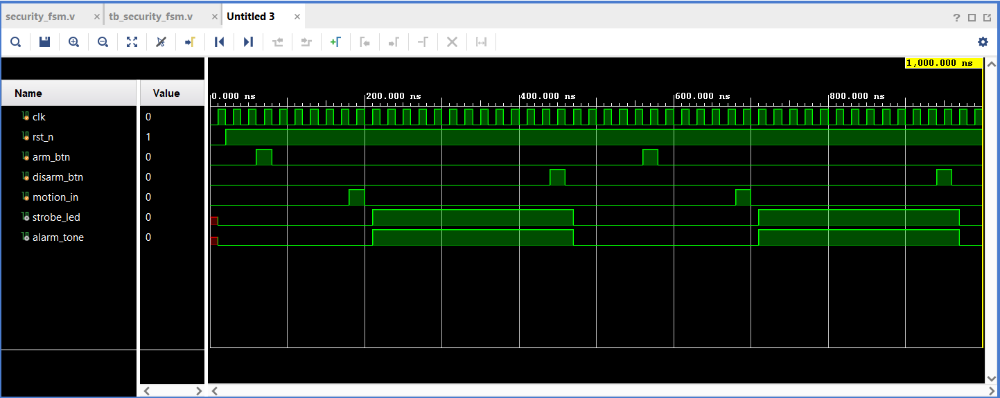 security_fsm.v × tb_security_fsm.v × Untitled 3 ×
?
1,000.000 ns
Name Value
0.000 ns 200.000 ns 400.000 ns 600.000 ns 800.000 ns
clk 0
rst_n 1
arm_btn 0
disarm_btn 0
motion_in 0
strobe_led 0
alarm_tone 0